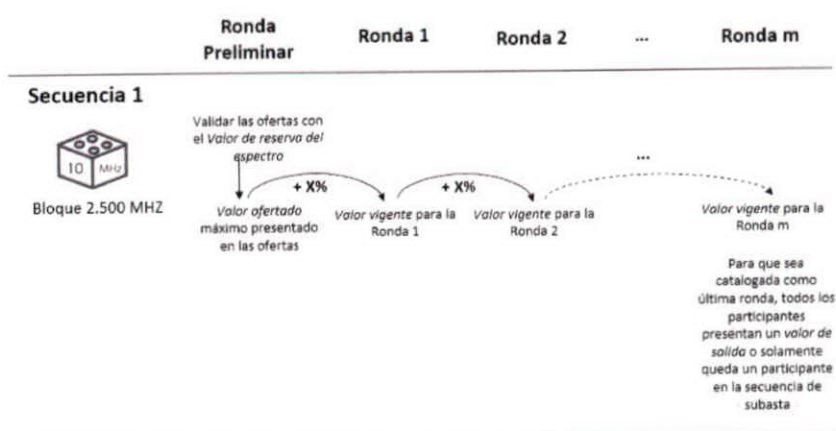 Ronda
Preliminar
Ronda 1
Ronda 2
...
Ronda m
Secuencia 1
10 MHz
Bloque 2.500 MHZ
Validar las ofertas con
el Valor de reserva del
espectro
+ X%
+ X%
...
Valor ofertado
máximo presentado
en las ofertas
Valor vigente para la
Ronda 1
Valor vigente para la
Ronda 2
Valor vigente para la
Ronda m
Para que sea
catalogada como
última ronda, todos los
participantes
presentan un valor de
salida o solamente
queda un participante
en la secuencia de
subasta